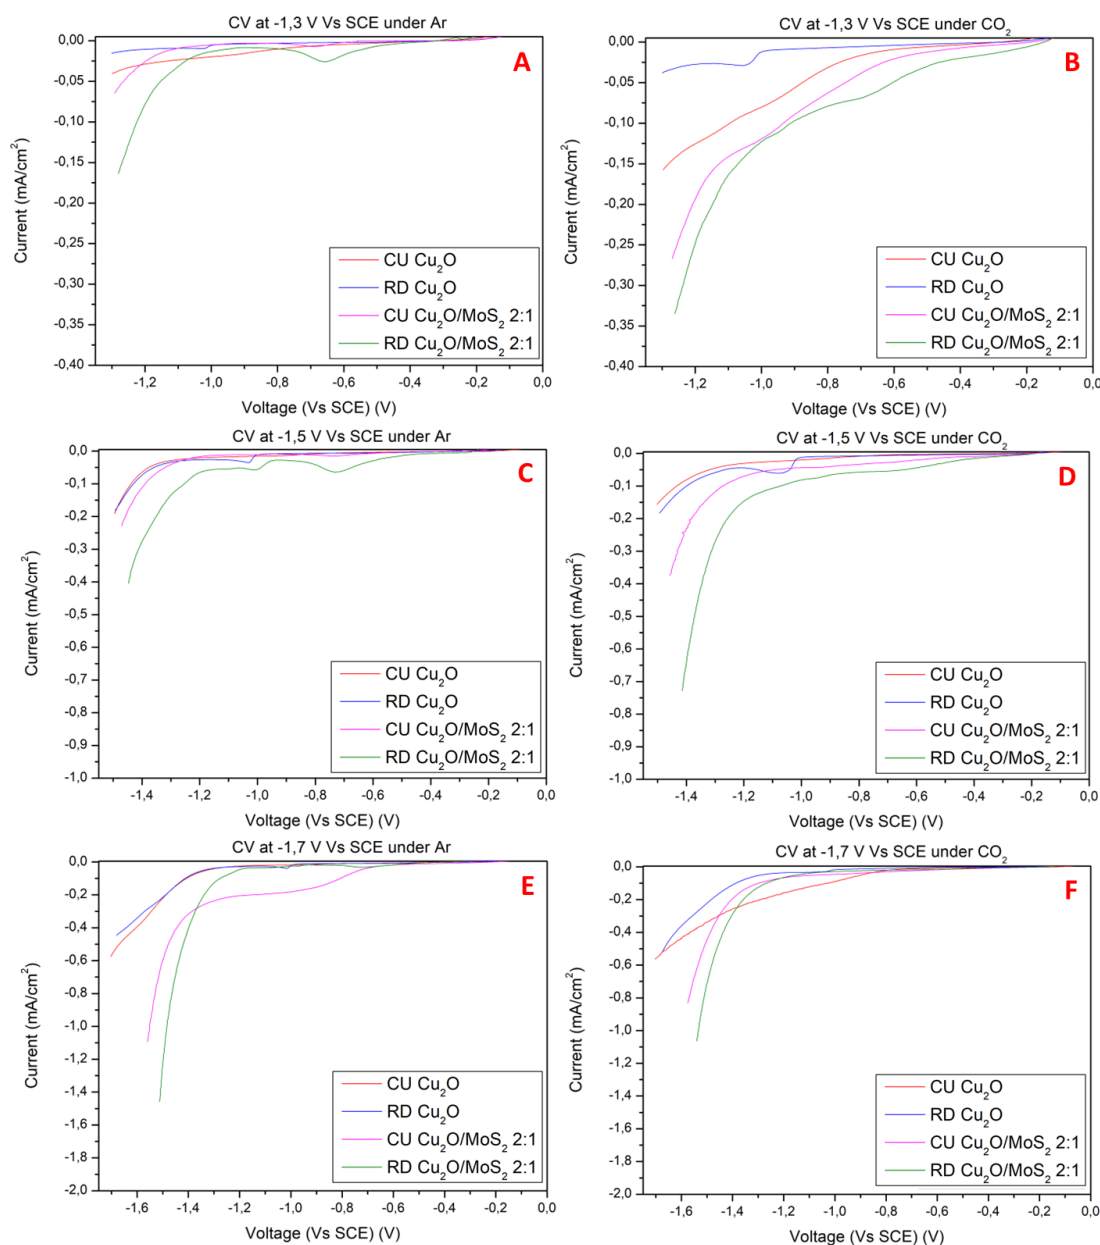 CV at -1,3 V Vs SCE under Ar
A
0,00
-0,05
-0,10
-0,15
-0,20
-0,25
-0,30
-0,35
-0,40
Current (mA/cm²)
CU Cu₂O
RD Cu₂O
CU Cu₂O/MoS₂ 2:1
RD Cu₂O/MoS₂ 2:1
-1,2 -1,0 -0,8 -0,6 -0,4 -0,2 0,0
Voltage (Vs SCE) (V)
CV at -1,3 V Vs SCE under CO₂
B
0,00
-0,05
-0,10
-0,15
-0,20
-0,25
-0,30
-0,35
-0,40
Current (mA/cm²)
CU Cu₂O
RD Cu₂O
CU Cu₂O/MoS₂ 2:1
RD Cu₂O/MoS₂ 2:1
-1,2 -1,0 -0,8 -0,6 -0,4 -0,2 0,0
Voltage (Vs SCE) (V)
CV at -1,5 V Vs SCE under Ar
C
0,0
-0,1
-0,2
-0,3
-0,4
-0,5
-0,6
-0,7
-0,8
-0,9
-1,0
Current (mA/cm²)
CU Cu₂O
RD Cu₂O
CU Cu₂O/MoS₂ 2:1
RD Cu₂O/MoS₂ 2:1
-1,4 -1,2 -1,0 -0,8 -0,6 -0,4 -0,2 0,0
Voltage (Vs SCE) (V)
CV at -1,5 V Vs SCE under CO₂
D
0,0
-0,1
-0,2
-0,3
-0,4
-0,5
-0,6
-0,7
-0,8
-0,9
-1,0
Current (mA/cm²)
CU Cu₂O
RD Cu₂O
CU Cu₂O/MoS₂ 2:1
RD Cu₂O/MoS₂ 2:1
-1,4 -1,2 -1,0 -0,8 -0,6 -0,4 -0,2 0,0
Voltage (Vs SCE) (V)
CV at -1,7 V Vs SCE under Ar
E
0,0
-0,2
-0,4
-0,6
-0,8
-1,0
-1,2
-1,4
-1,6
-1,8
-2,0
Current (mA/cm²)
CU Cu₂O
RD Cu₂O
CU Cu₂O/MoS₂ 2:1
RD Cu₂O/MoS₂ 2:1
-1,6 -1,4 -1,2 -1,0 -0,8 -0,6 -0,4 -0,2 0,0
Voltage (Vs SCE) (V)
CV at -1,7 V Vs SCE under CO₂
F
0,0
-0,2
-0,4
-0,6
-0,8
-1,0
-1,2
-1,4
-1,6
-1,8
-2,0
Current (mA/cm²)
CU Cu₂O
RD Cu₂O
CU Cu₂O/MoS₂ 2:1
RD Cu₂O/MoS₂ 2:1
-1,6 -1,4 -1,2 -1,0 -0,8 -0,6 -0,4 -0,2 0,0
Voltage (Vs SCE) (V)